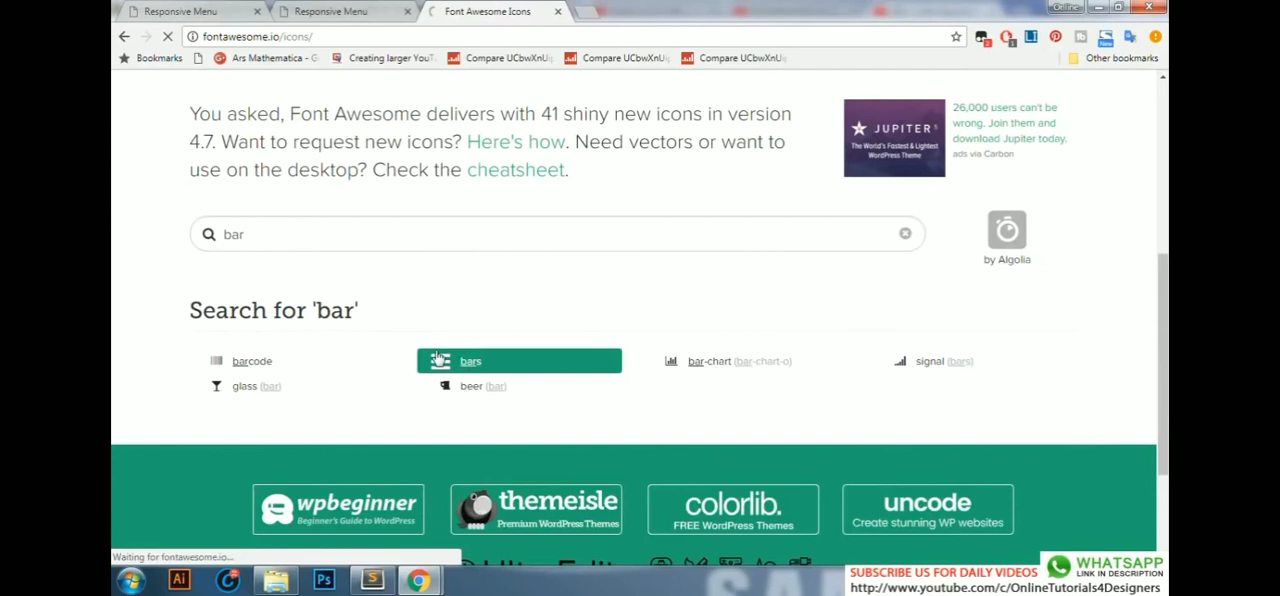 Responsive Menu
Responsive Menu
Font Awesome Icons
Online
fontawesome.io/icons/
Bookmarks
Ars Mathematica - G
Creating larger YouT
Compare UCbwXnUi
Compare UCbwXnUi
Compare UCbwXnUi
Other bookmarks
You asked, Font Awesome delivers with 41 shiny new icons in version
4.7. Want to request new icons? Here's how. Need vectors or want to
use on the desktop? Check the cheatsheet.
JUPITER
The World's Fastest & Lightest
WordPress Theme
26,000 users can't be
wrong. Join them and
download Jupiter today.
ads via Carbon
bar
by Algolia
Search for 'bar'
barcode
bars
bar-chart (bar-chart-o)
signal (bars)
glass (bar)
beer (bar)
wpbeginner
Beginner's Guide to WordPress
themeisle
Premium WordPress Themes
colorlib.
FREE WordPress Themes
uncode
Create stunning WP websites
Waiting for fontawesome.io...
Ai
Ps
SUBSCRIBE US FOR DAILY VIDEOS
http://www.youtube.com/c/OnlineTutorials4Designers
WHATSAPP
LINK IN DESCRIPTION